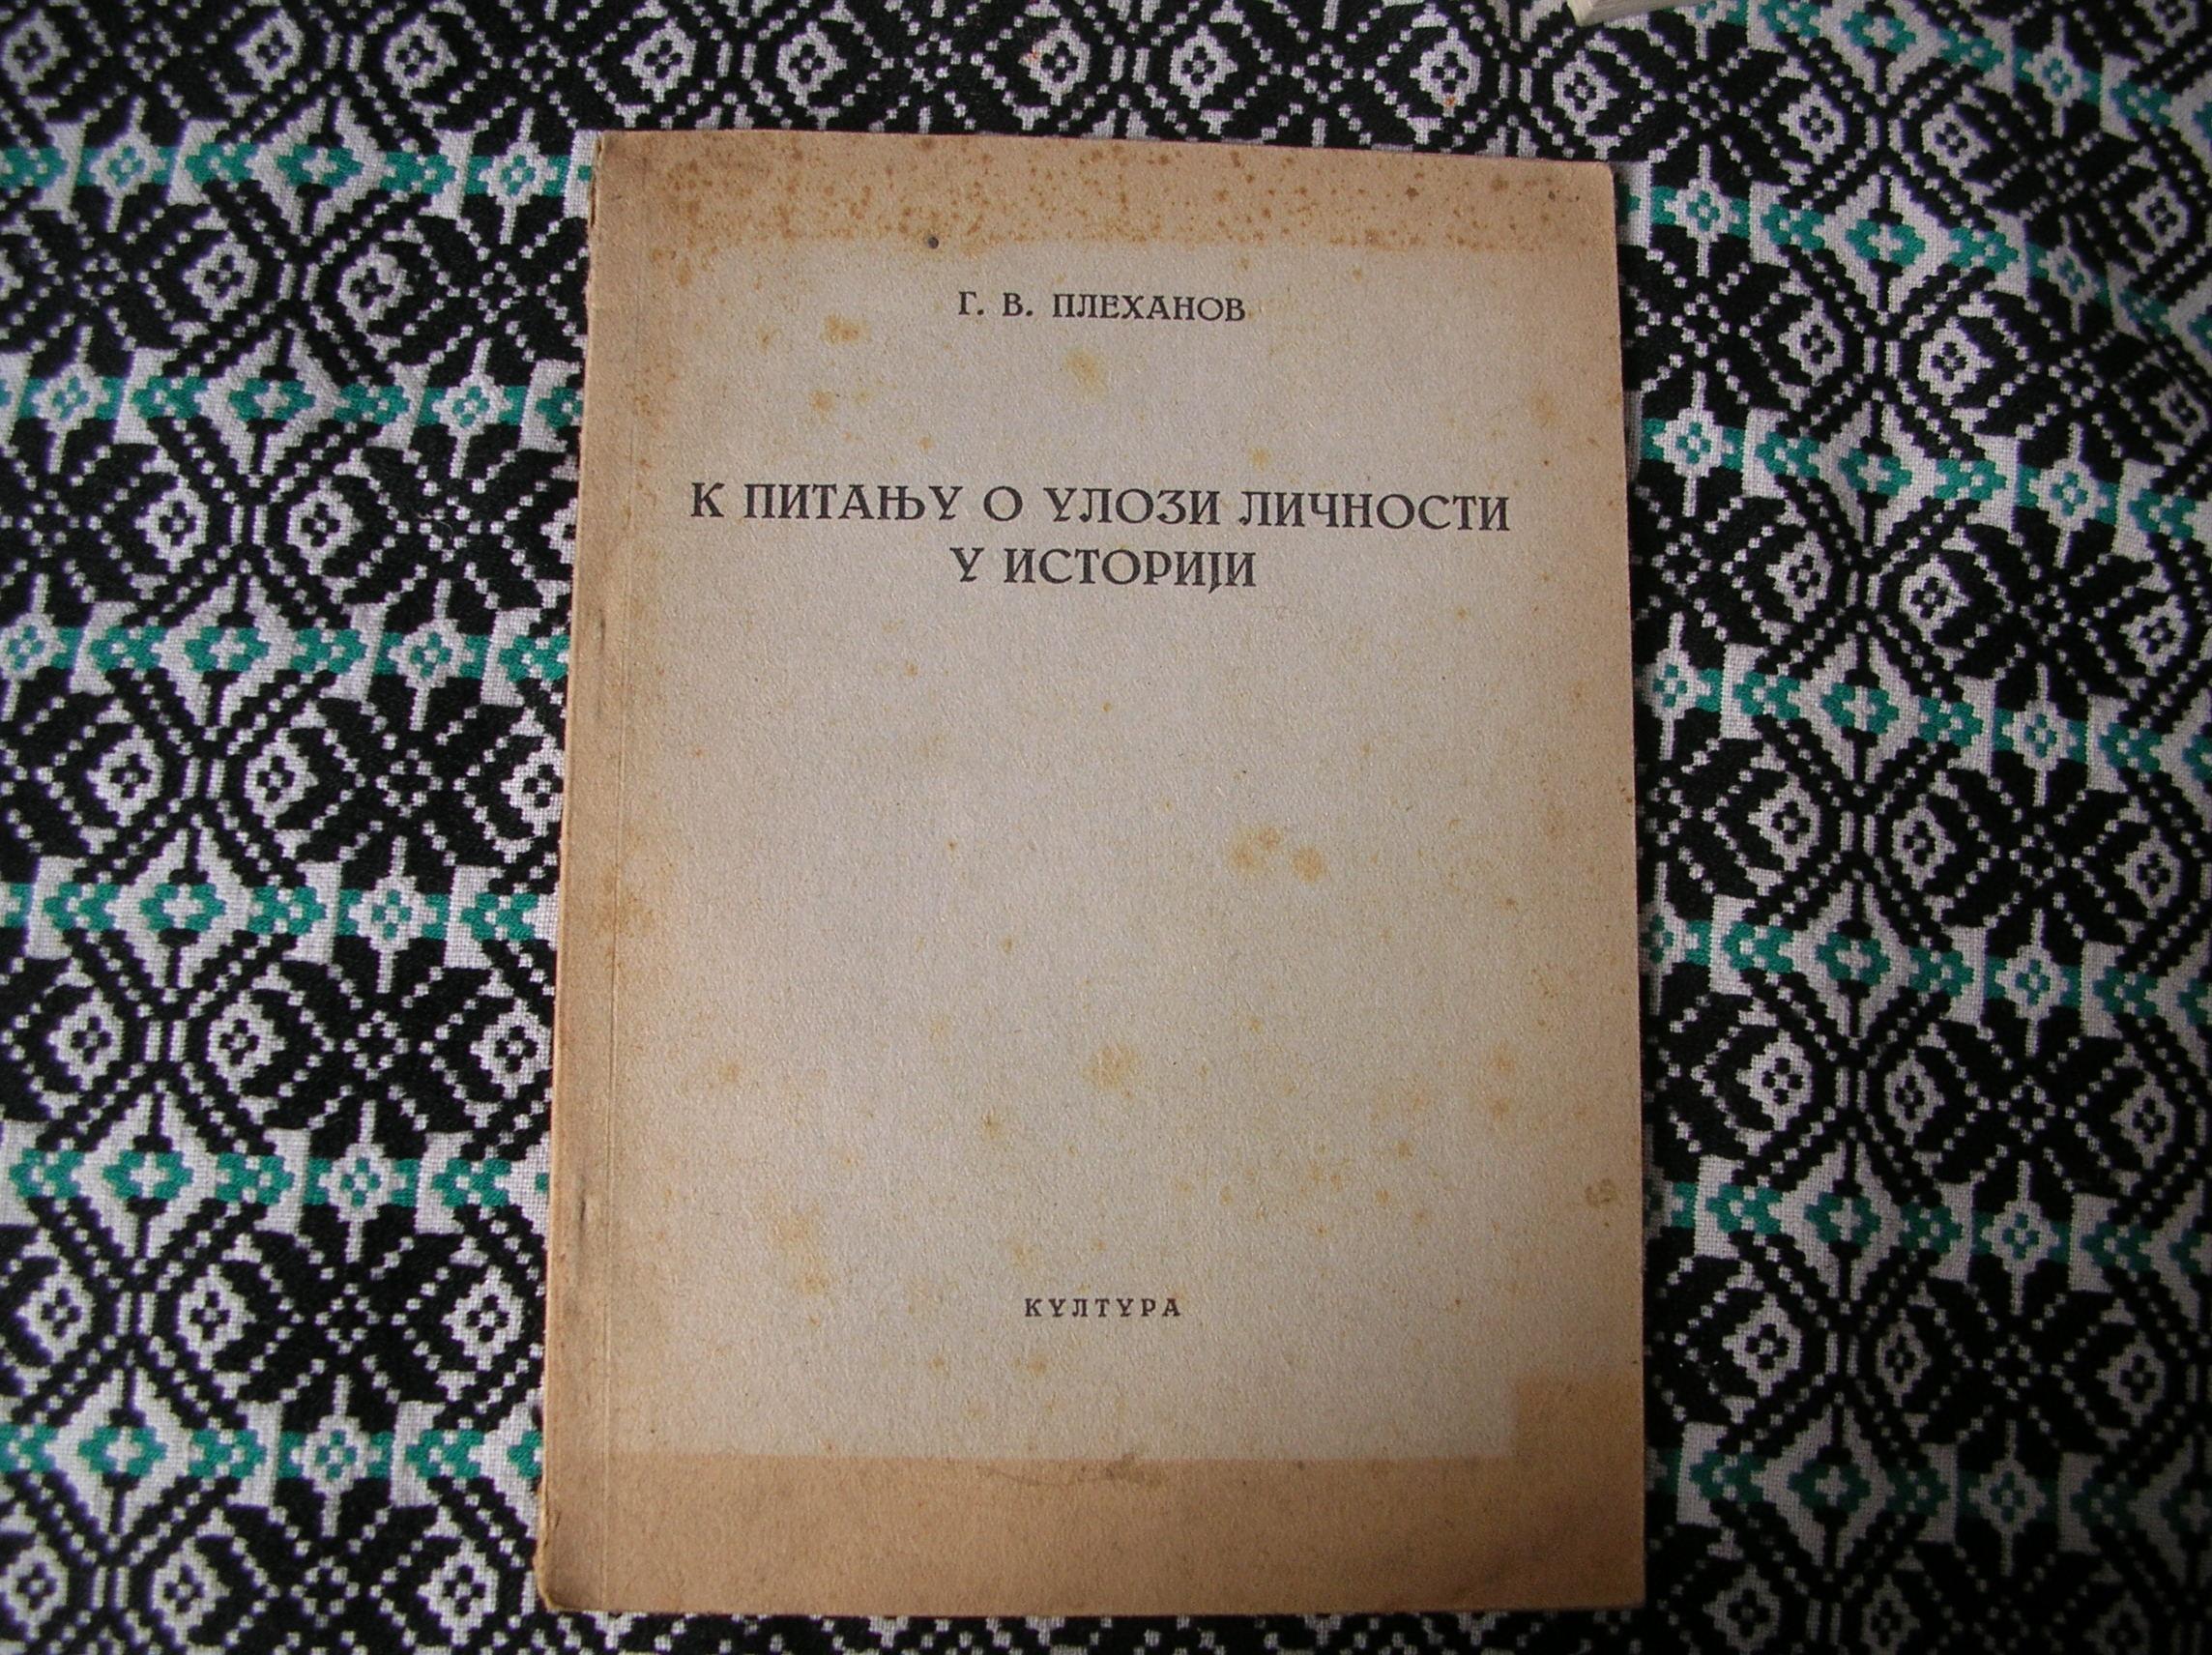 Г. В. ПЛЕХАНОВ
К ПИТАЊУ О УЛОЗИ ЛИЧНОСТИ
У ИСТОРИЈИ
КУЛТУРА